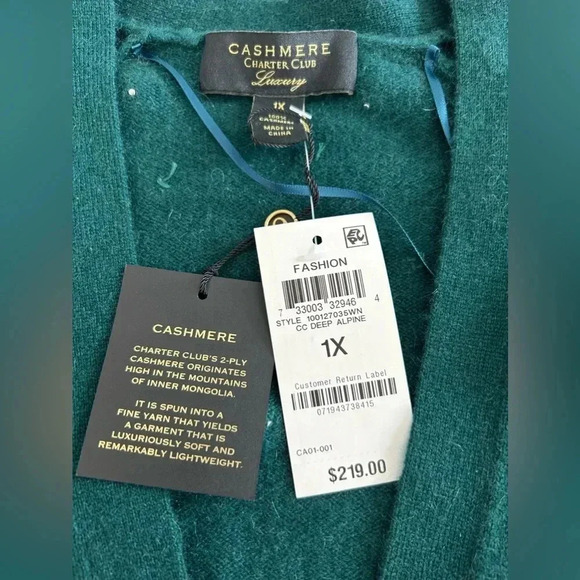 CASHMERE
CHARTER CLUB
Luxury
1X
100% CASHMERE
MADE IN
CHINA
FASHION
7 33003 32946 4
STYLE 100127035WN
CC DEEP ALPINE
1X
Customer Return Label
071943738415
CA01-001
$219.00
CASHMERE
CHARTER CLUB'S 2-PLY
CASHMERE ORIGINATES
HIGH IN THE MOUNTAINS
OF INNER MONGOLIA.
IT IS SPUN INTO A
FINE YARN THAT YIELDS
A GARMENT THAT IS
LUXURIOUSLY SOFT AND
REMARKABLY LIGHTWEIGHT.